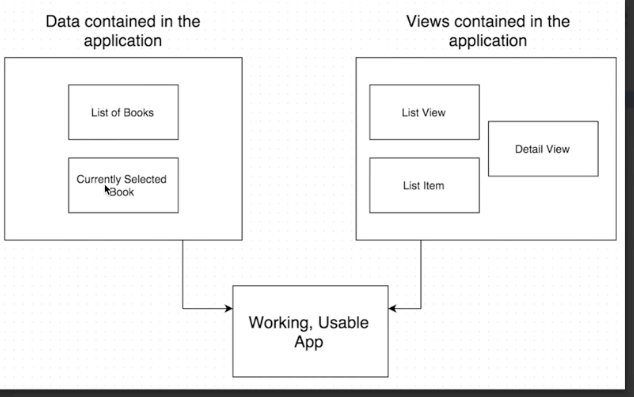 Data contained in the
application
Views contained in the
application
List of Books
Currently Selected
Book
List View
Detail View
List Item
Working, Usable
App